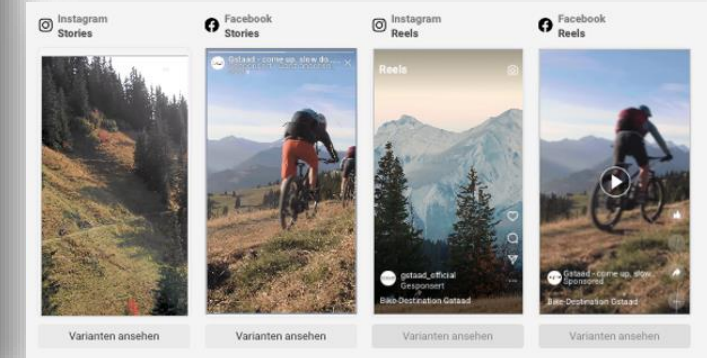 Instagram
Stories
Facebook
Stories
Instagram
Reels
Facebook
Reels
Gstaad - come up, slow do...
Reels
gstaad_official
Gesponsert
Bike-Destination Gstaad
Gstaad - come up, slow
Sponsored
Bike-Destination Gstaad
Varianten ansehen
Varianten ansehen
Varianten ansehen
Varianten ansehen